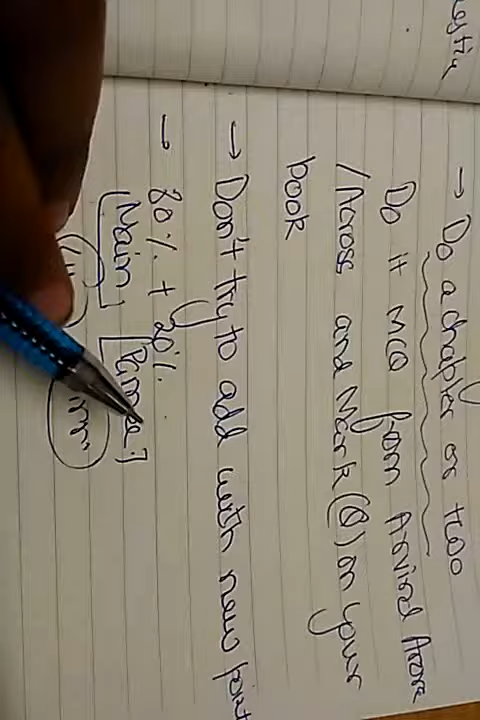 → Do a chapter or two
Do it MCQ from Arvind Arora
/Across and Mark (Q) on your
book
→ Don't try to add with new point
→ 80%. + 20%.
[Main]